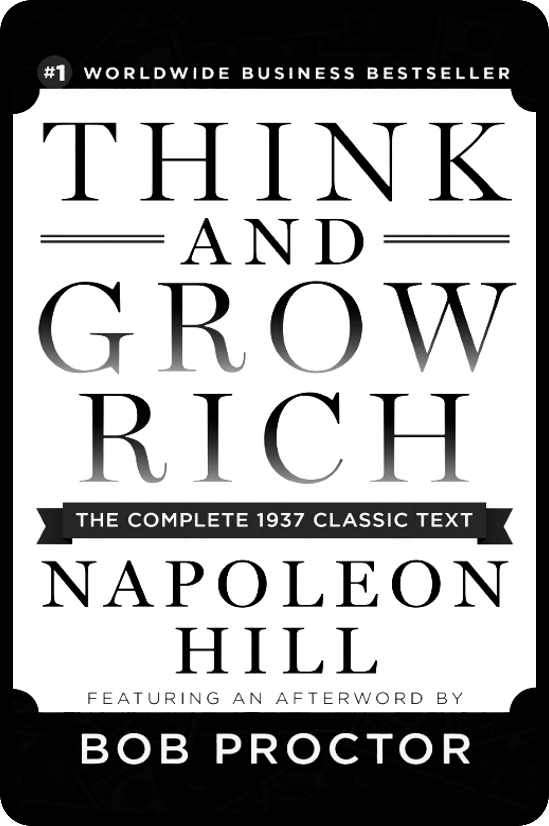 #1 WORLDWIDE BUSINESS BESTSELLER
THINK
AND
GROW
RICH
THE COMPLETE 1937 CLASSIC TEXT
NAPOLEON
HILL
FEATURING AN AFTERWORD BY
BOB PROCTOR